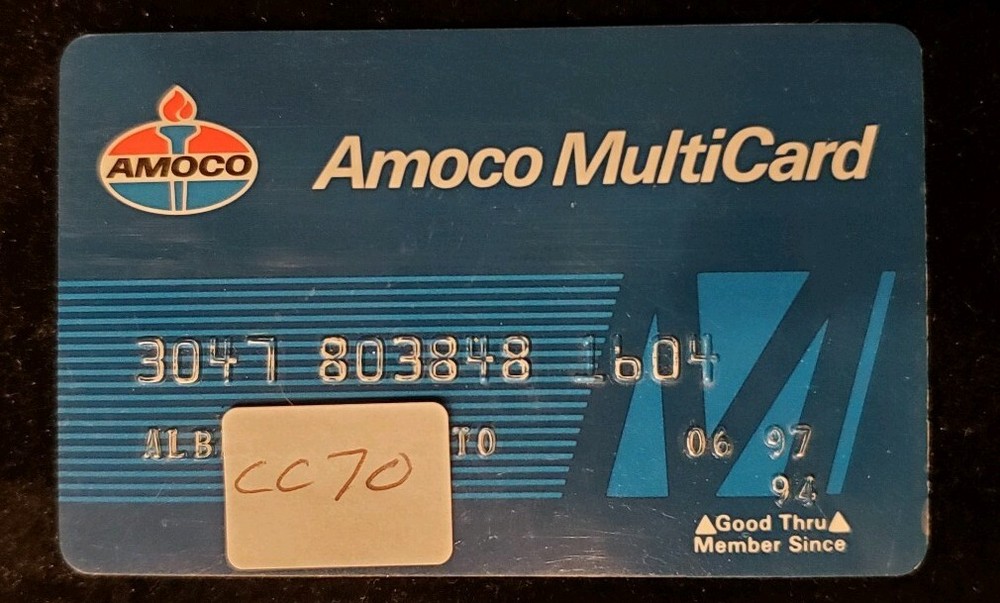 AMOCO
Amoco MultiCard
3047 803848 1604
ALB TO 06 97
CC70
94
▲Good Thru▲
Member Since